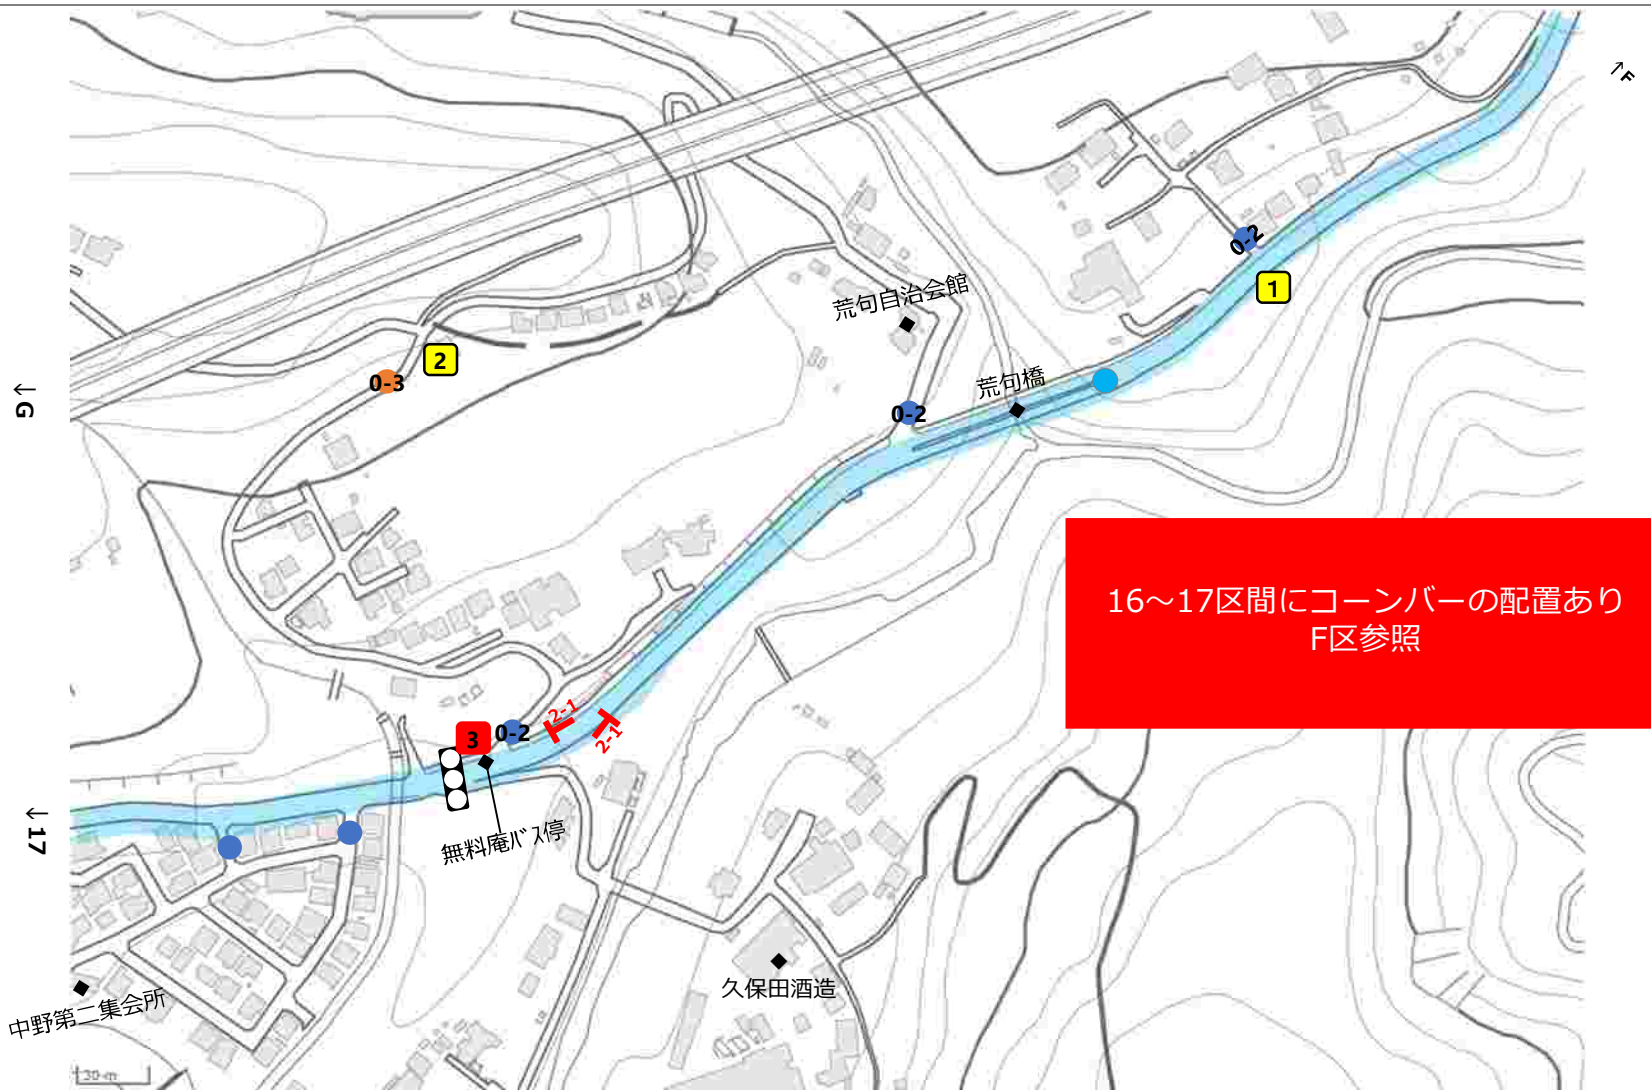 ↗F
0-2
1
荒句自治会館
2
0-3
荒句橋
↓G
0-2
16～17区間にコーンバーの配置あり
F区参照
2-1
2-1
3
0-2
↓17
無料庵バス停
久保田酒造
中野第二集会所
30 m